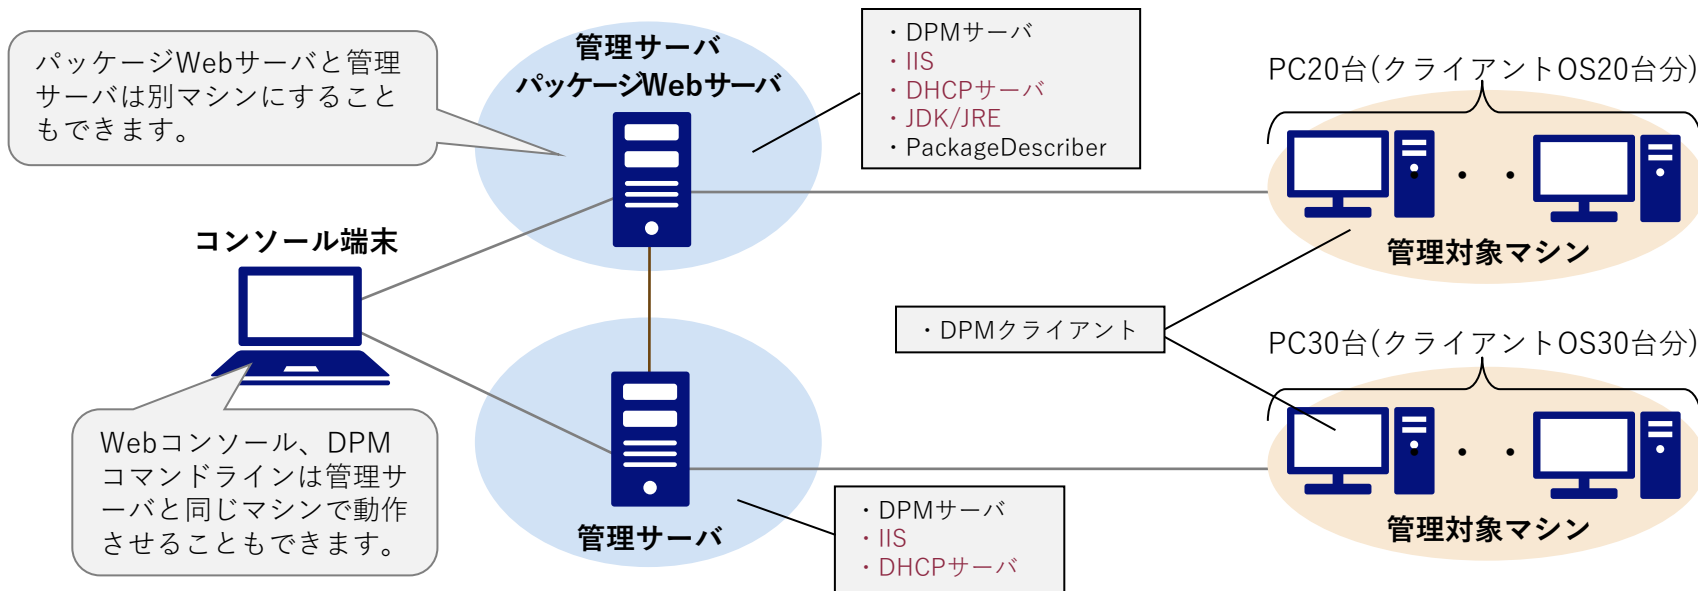 パッケージWebサーバと管理
サーバは別マシンにすること
もできます。
管理サーバ
パッケージWebサーバ
・DPMサーバ
・IIS
・DHCPサーバ
・JDK/JRE
・PackageDescriber
PC20台(クライアントOS20台分)
・・
管理対象マシン
コンソール端末
・DPMクライアント
PC30台(クライアントOS30台分)
・・
管理対象マシン
Webコンソール、DPM
コマンドラインは管理サ
ーバと同じマシンで動作
させることもできます。
管理サーバ
・DPMサーバ
・IIS
・DHCPサーバ